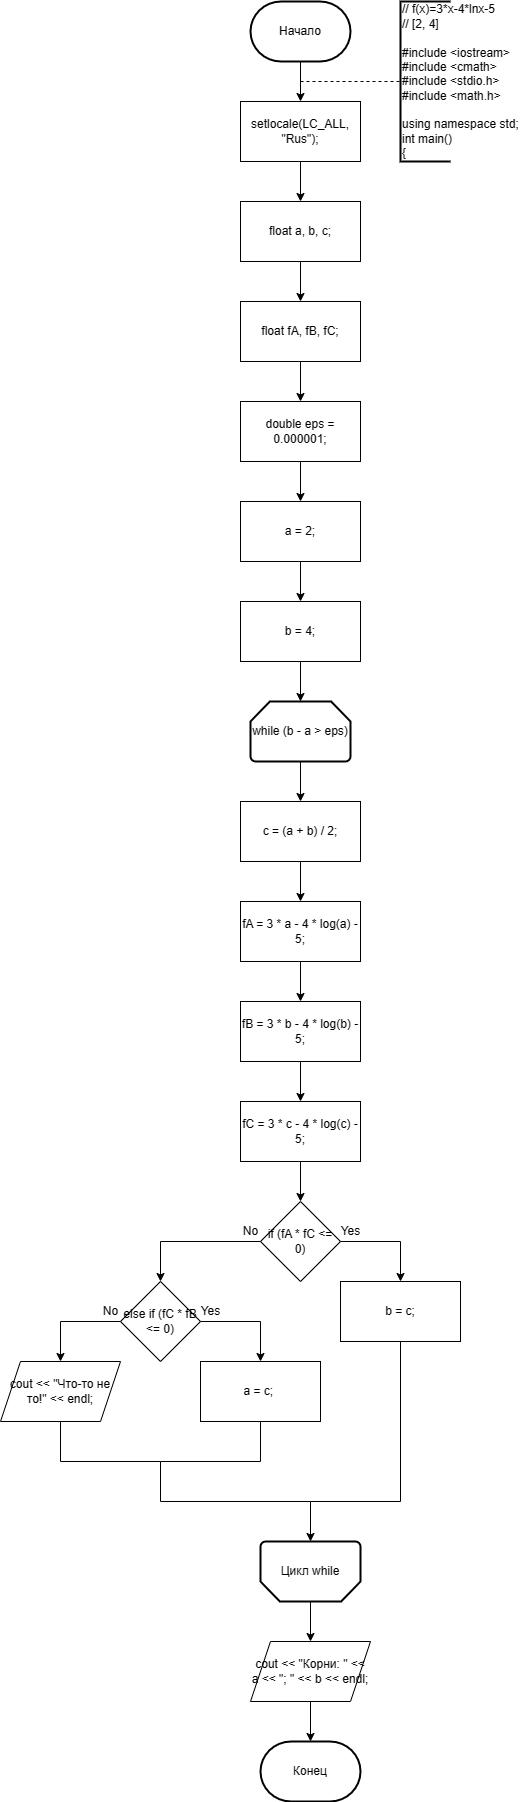 Начало
// f(x)=3*x-4*lnx-5
// [2, 4]
#include <iostream>
#include <cmath>
#include <stdio.h>
#include <math.h>
using namespace std;
int main()
{
setlocale(LC_ALL,
"Rus");
float a, b, c;
float fA, fB, fC;
double eps =
0.000001;
a = 2;
b = 4;
while (b - a > eps)
c = (a + b) / 2;
fA = 3 * a - 4 * log(a) -
5;
fB = 3 * b - 4 * log(b) -
5;
fC = 3 * c - 4 * log(c) -
5;
No
if (fA * fC <=
0)
Yes
No
else if (fC * fB
<= 0)
Yes
b = c;
cout << "Что-то не
то!" << endl;
a = c;
Цикл while
cout << "Корни: " <<
a << "; " << b << endl;
Конец